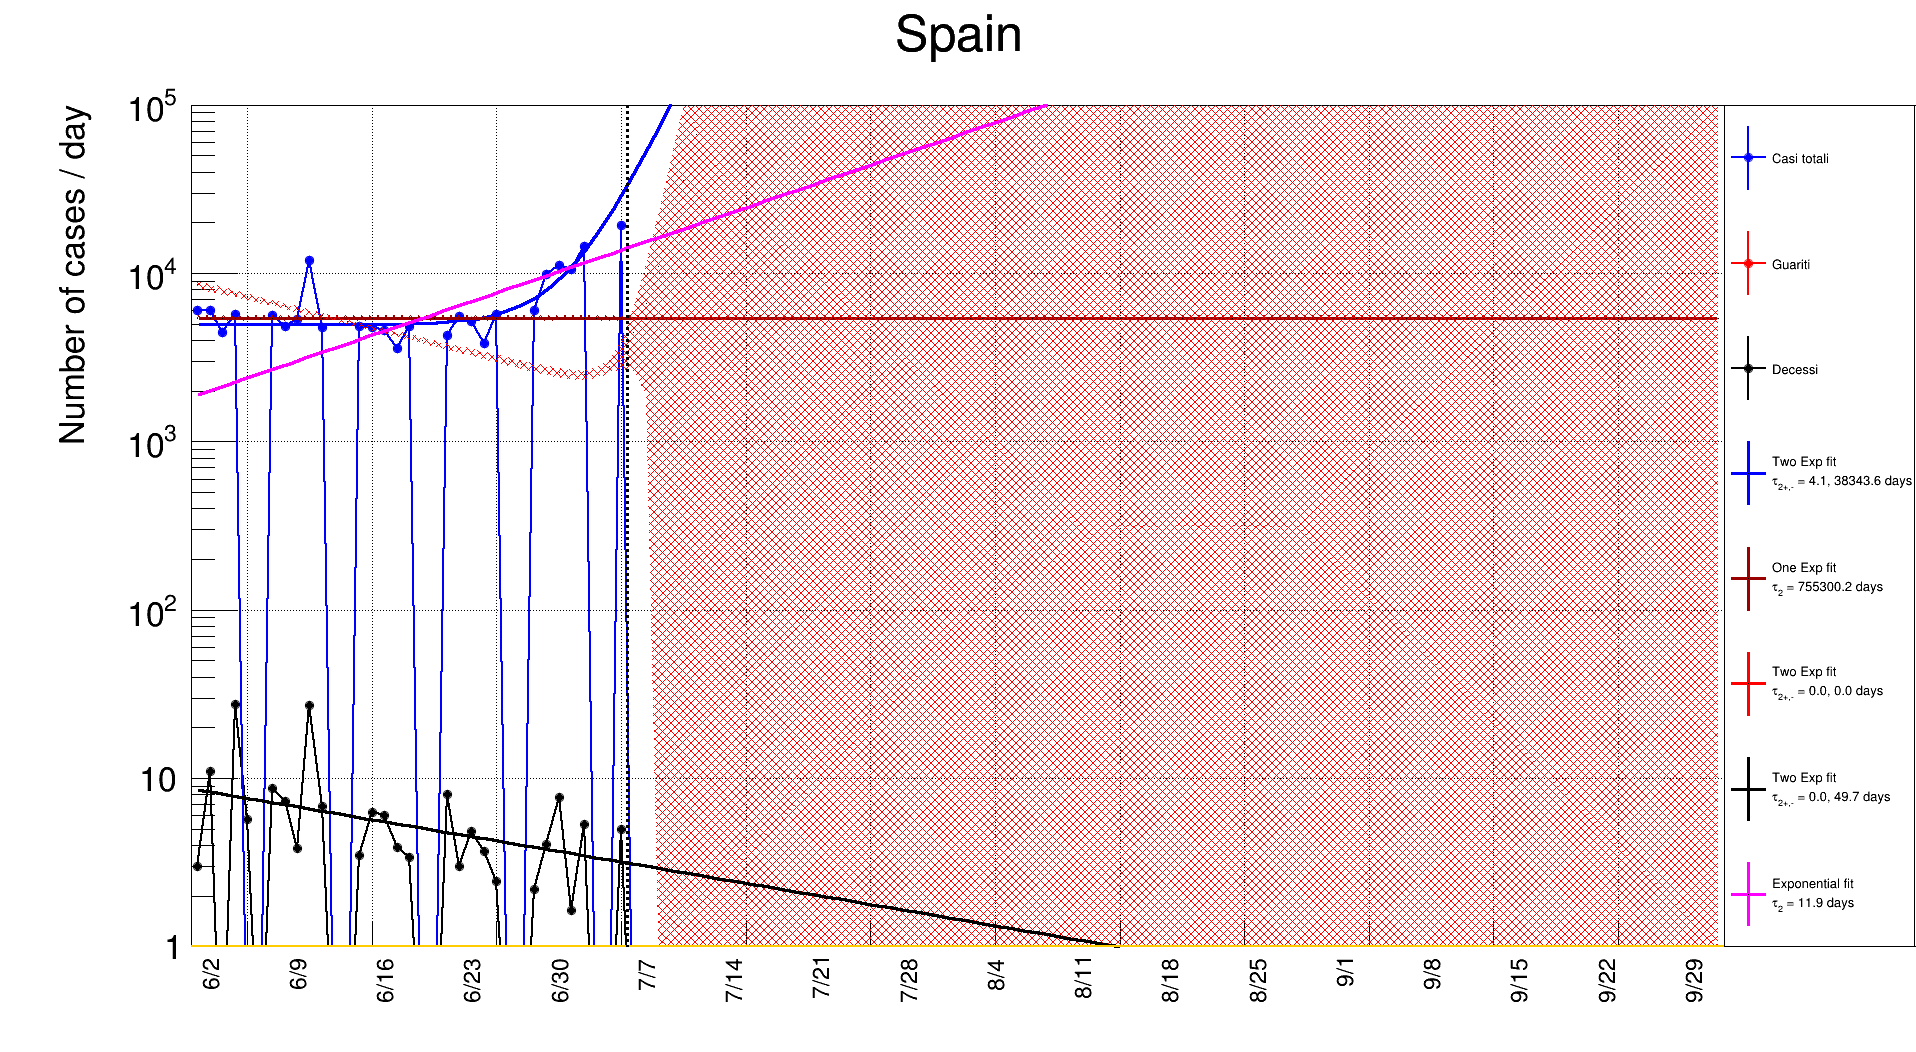 Spain
Number of cases / day
10^5
10^4
10^3
10^2
10
1
6/2
6/9
6/16
6/23
6/30
7/7
7/14
7/21
7/28
8/4
8/11
8/18
8/25
9/1
9/8
9/15
9/22
9/29
Casi totali
Guariti
Decessi
Two Exp fit
τ2+,- = 4.1, 38343.6 days
One Exp fit
τ2 = 755300.2 days
Two Exp fit
τ2+,- = 0.0, 0.0 days
Two Exp fit
τ2+,- = 0.0, 49.7 days
Exponential fit
τ2 = 11.9 days